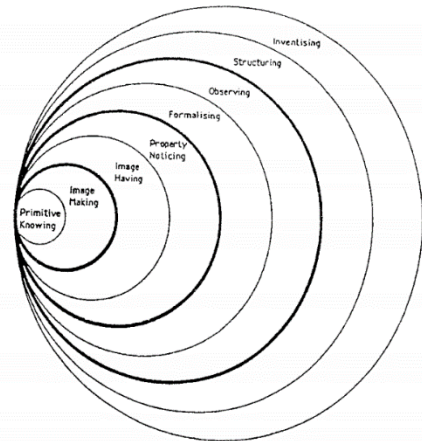 Inventising
Structuring
Observing
Formalising
Property
Noticing
Image
Having
Image
Making
Primitive
Knowing